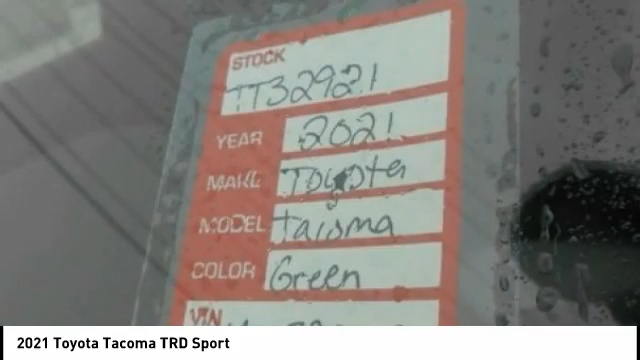 STOCK
TT32921
YEAR 2021
MAKE Toyota
MODEL Tacoma
COLOR Green
VIN
2021 Toyota Tacoma TRD Sport